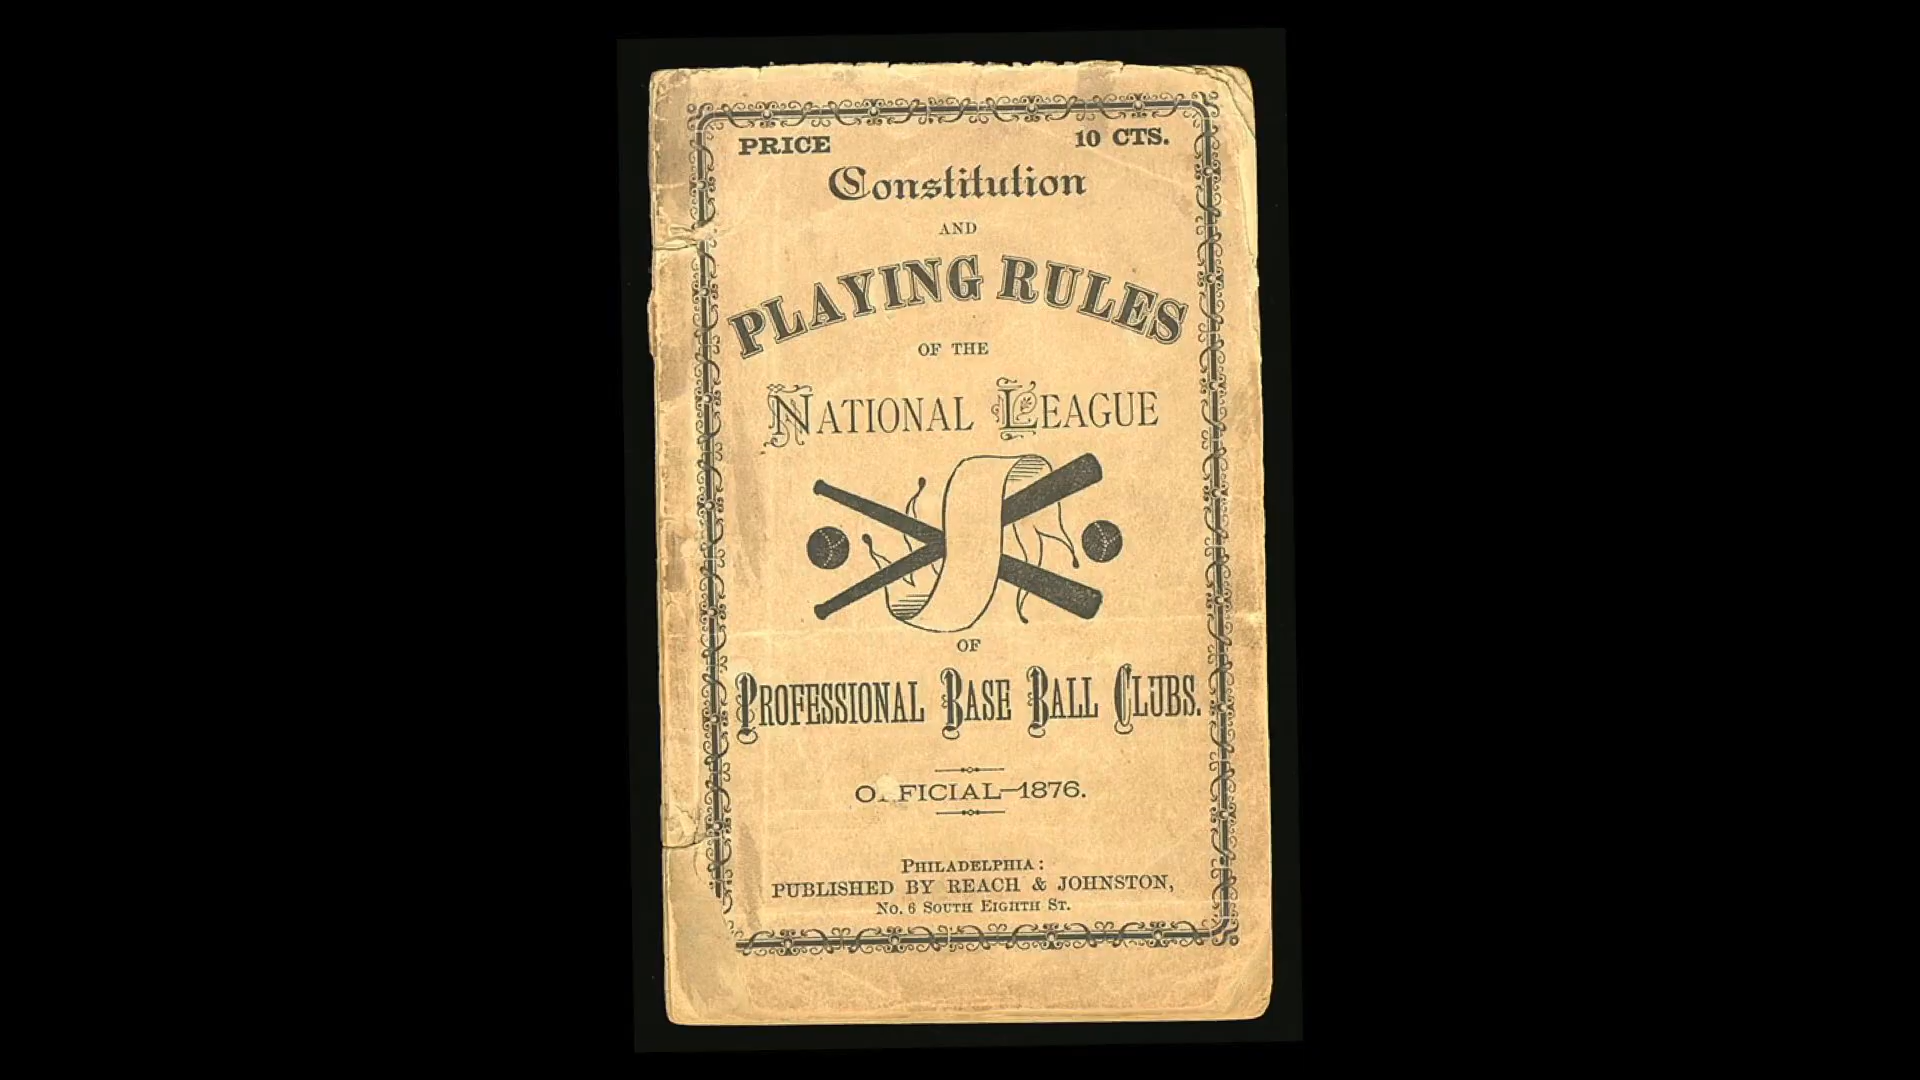 PRICE 10 CTS.
Constitution
AND
PLAYING RULES
OF THE
NATIONAL LEAGUE
OF
PROFESSIONAL BASE BALL CLUBS.
O. FICIAL—1876.
PHILADELPHIA:
PUBLISHED BY REACH & JOHNSTON,
No. 6 SOUTH EIGHTH ST.